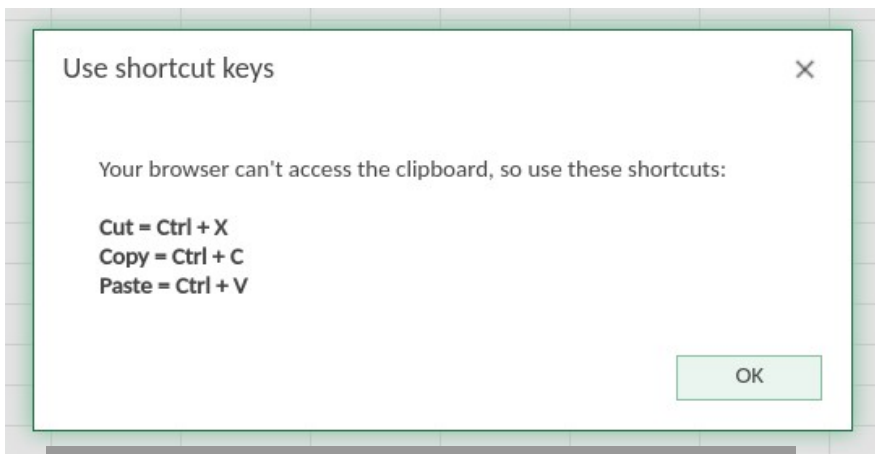 Use shortcut keys
Your browser can't access the clipboard, so use these shortcuts:
Cut = Ctrl + X
Copy = Ctrl + C
Paste = Ctrl + V
OK